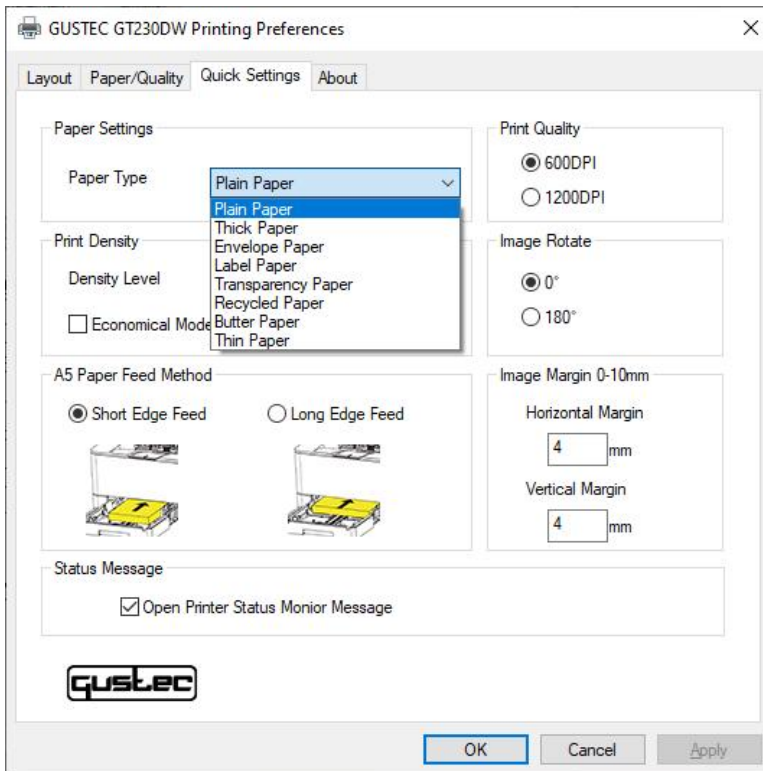 GUSTEC GT230DW Printing Preferences
Layout Paper/Quality Quick Settings About
Paper Settings
Paper Type
Plain Paper
Plain Paper
Thick Paper
Envelope Paper
Label Paper
Transparency Paper
Recycled Paper
Butter Paper
Thin Paper
Print Quality
600DPI
1200DPI
Print Density
Density Level
Economical Mode
Image Rotate
0°
180°
A5 Paper Feed Method
Short Edge Feed Long Edge Feed
Image Margin 0-10mm
Horizontal Margin
4 mm
Vertical Margin
4 mm
Status Message
Open Printer Status Monior Message
gustec
OK Cancel Apply